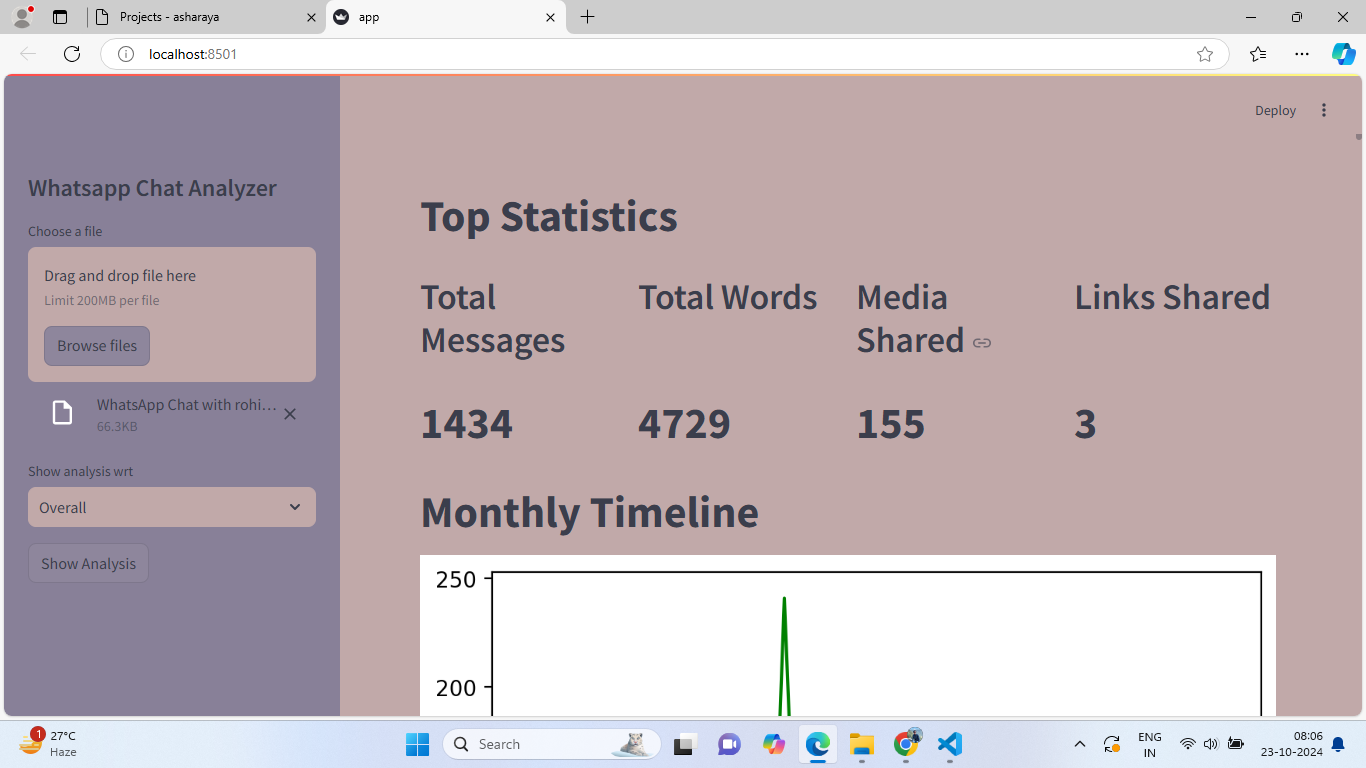 Projects - asharaya
app
localhost:8501
Deploy
Whatsapp Chat Analyzer
Choose a file
Drag and drop file here
Limit 200MB per file
Browse files
WhatsApp Chat with rohi...
66.3KB
Show analysis wrt
Overall
Show Analysis
Top Statistics
Total Messages
1434
Total Words
4729
Media Shared
155
Links Shared
3
Monthly Timeline
250
200
1
27°C
Haze
Search
ENG
IN
08:06
23-10-2024